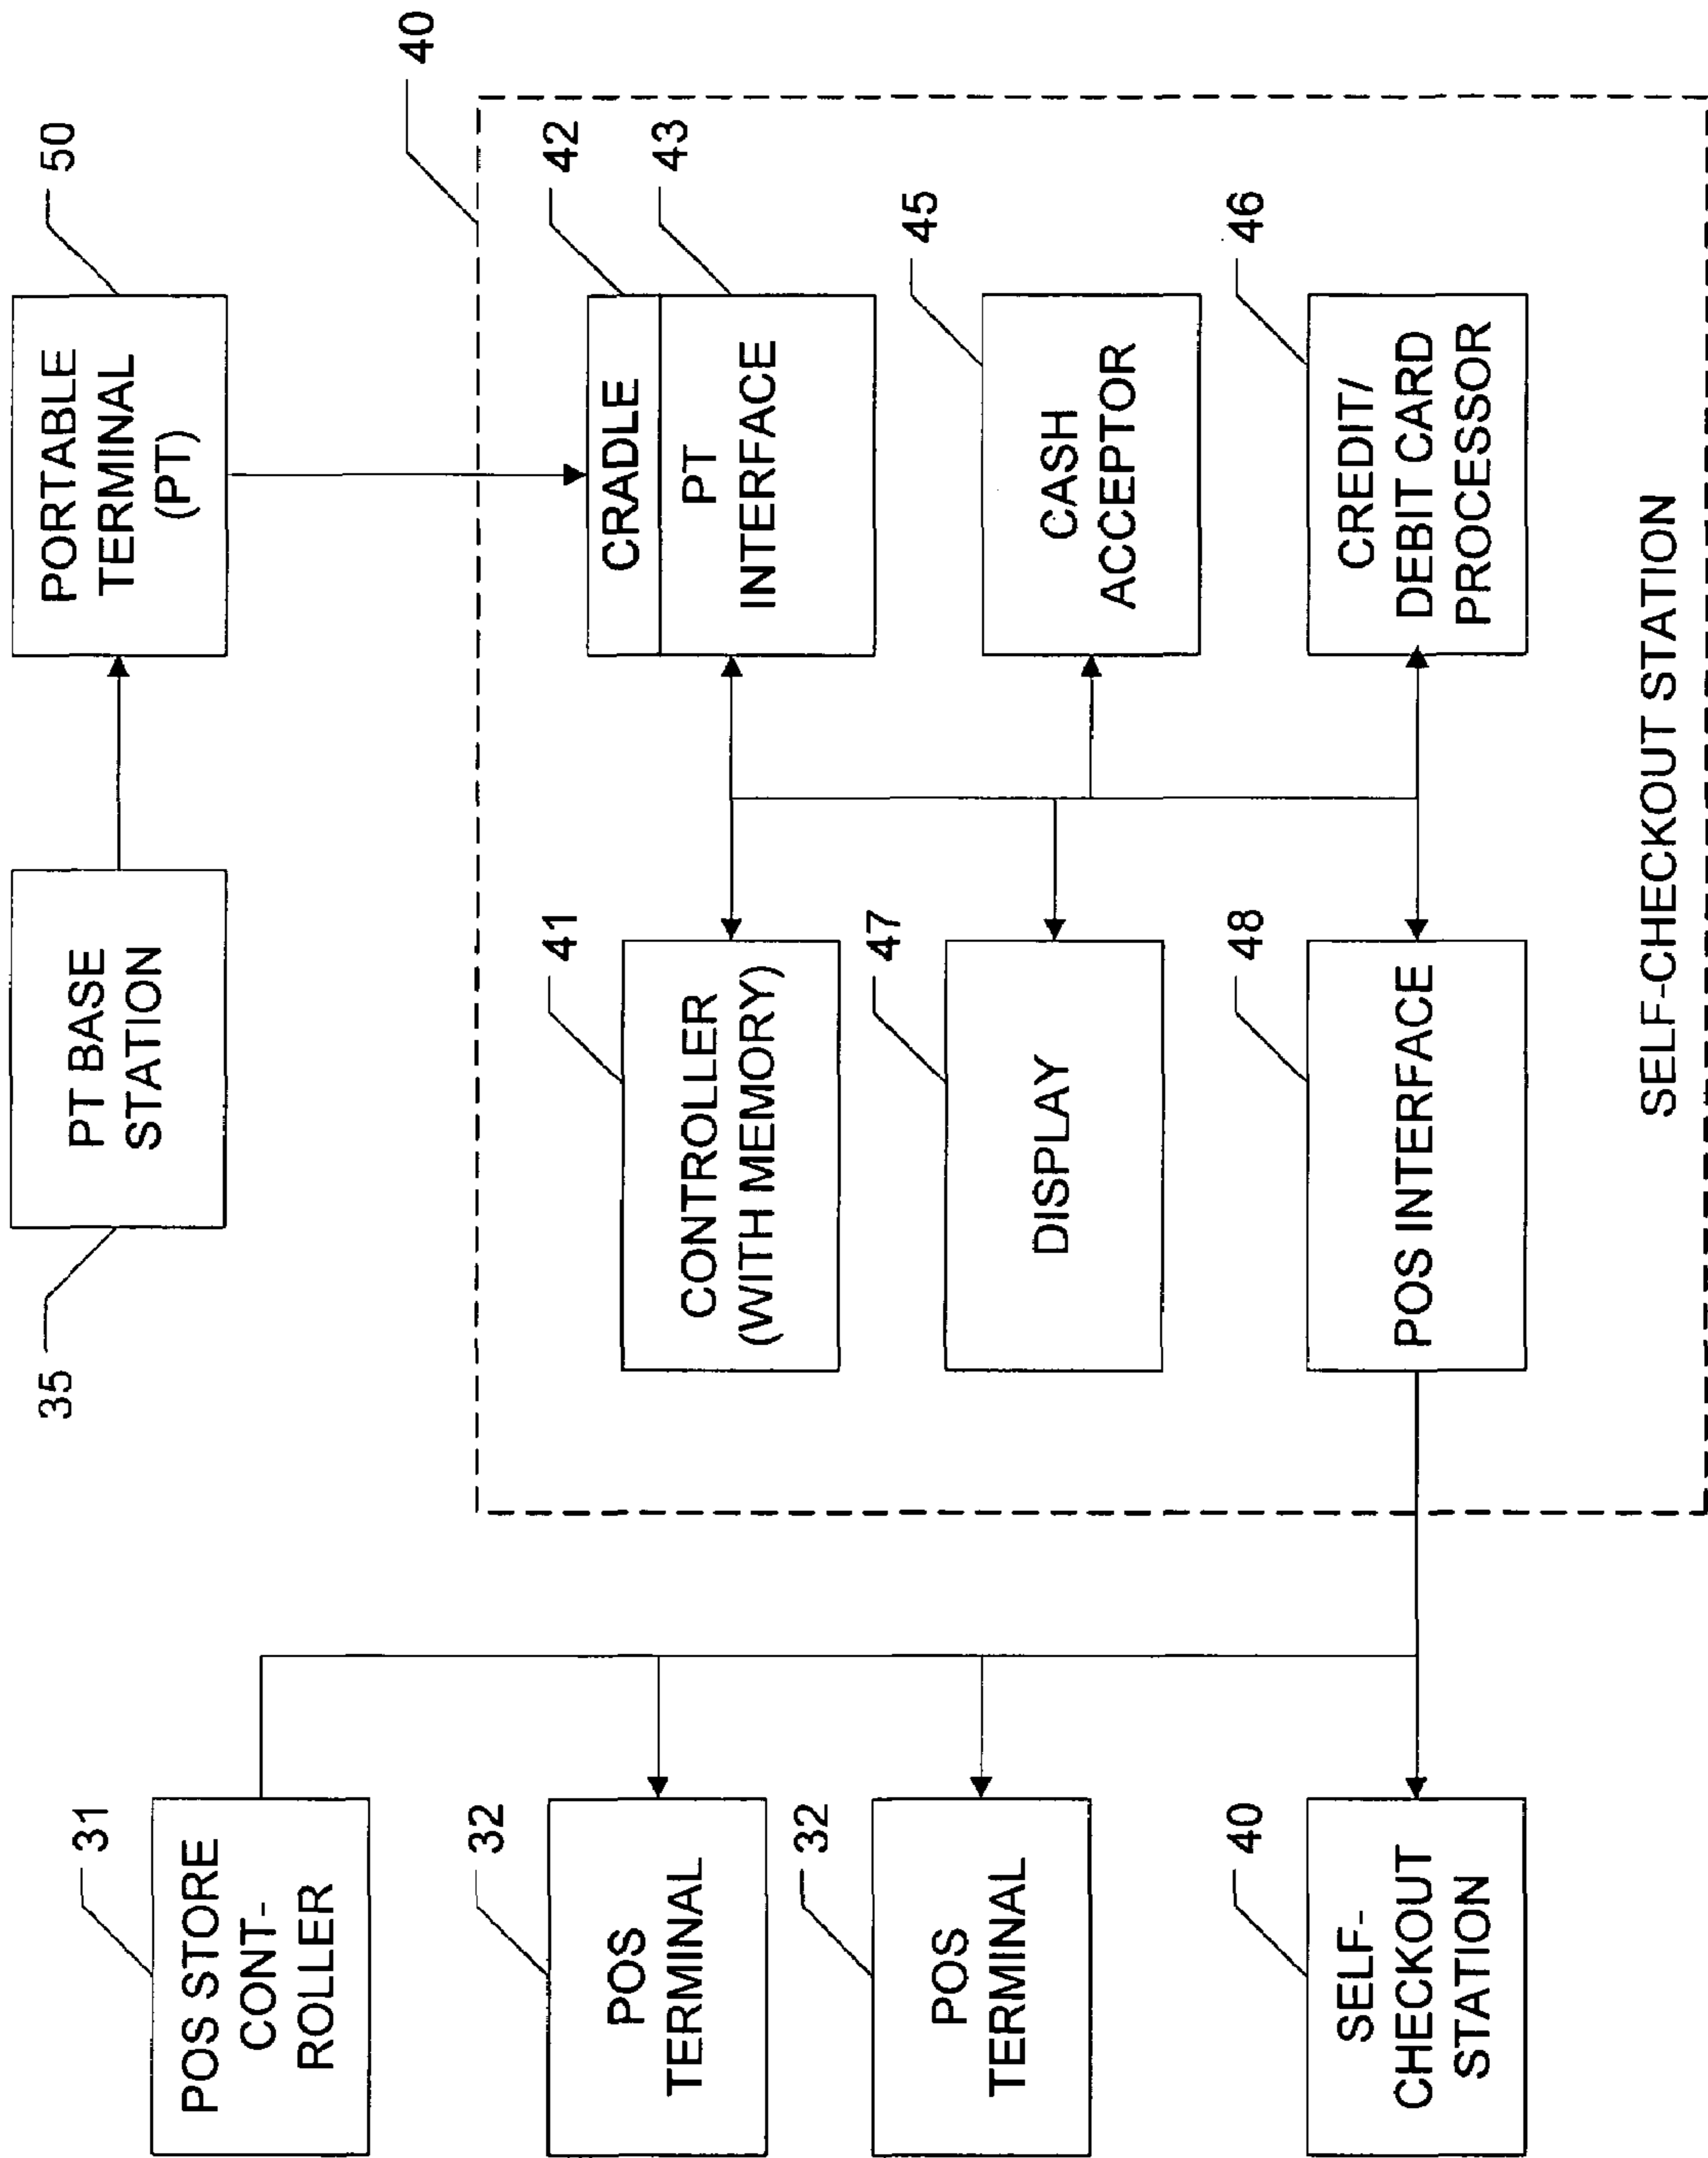 31
POS STORE
CONT-
ROLLER
32
POS
TERMINAL
32
POS
TERMINAL
40
SELF-
CHECKOUT
STATION
35
PT BASE
STATION
50
PORTABLE
TERMINAL
(PT)
40
41
CONTROLLER
(WITH MEMORY)
47
DISPLAY
48
POS INTERFACE
42
CRADLE
43
PT
INTERFACE
45
CASH
ACCEPTOR
46
CREDIT/
DEBIT CARD
PROCESSOR
SELF-CHECKOUT STATION